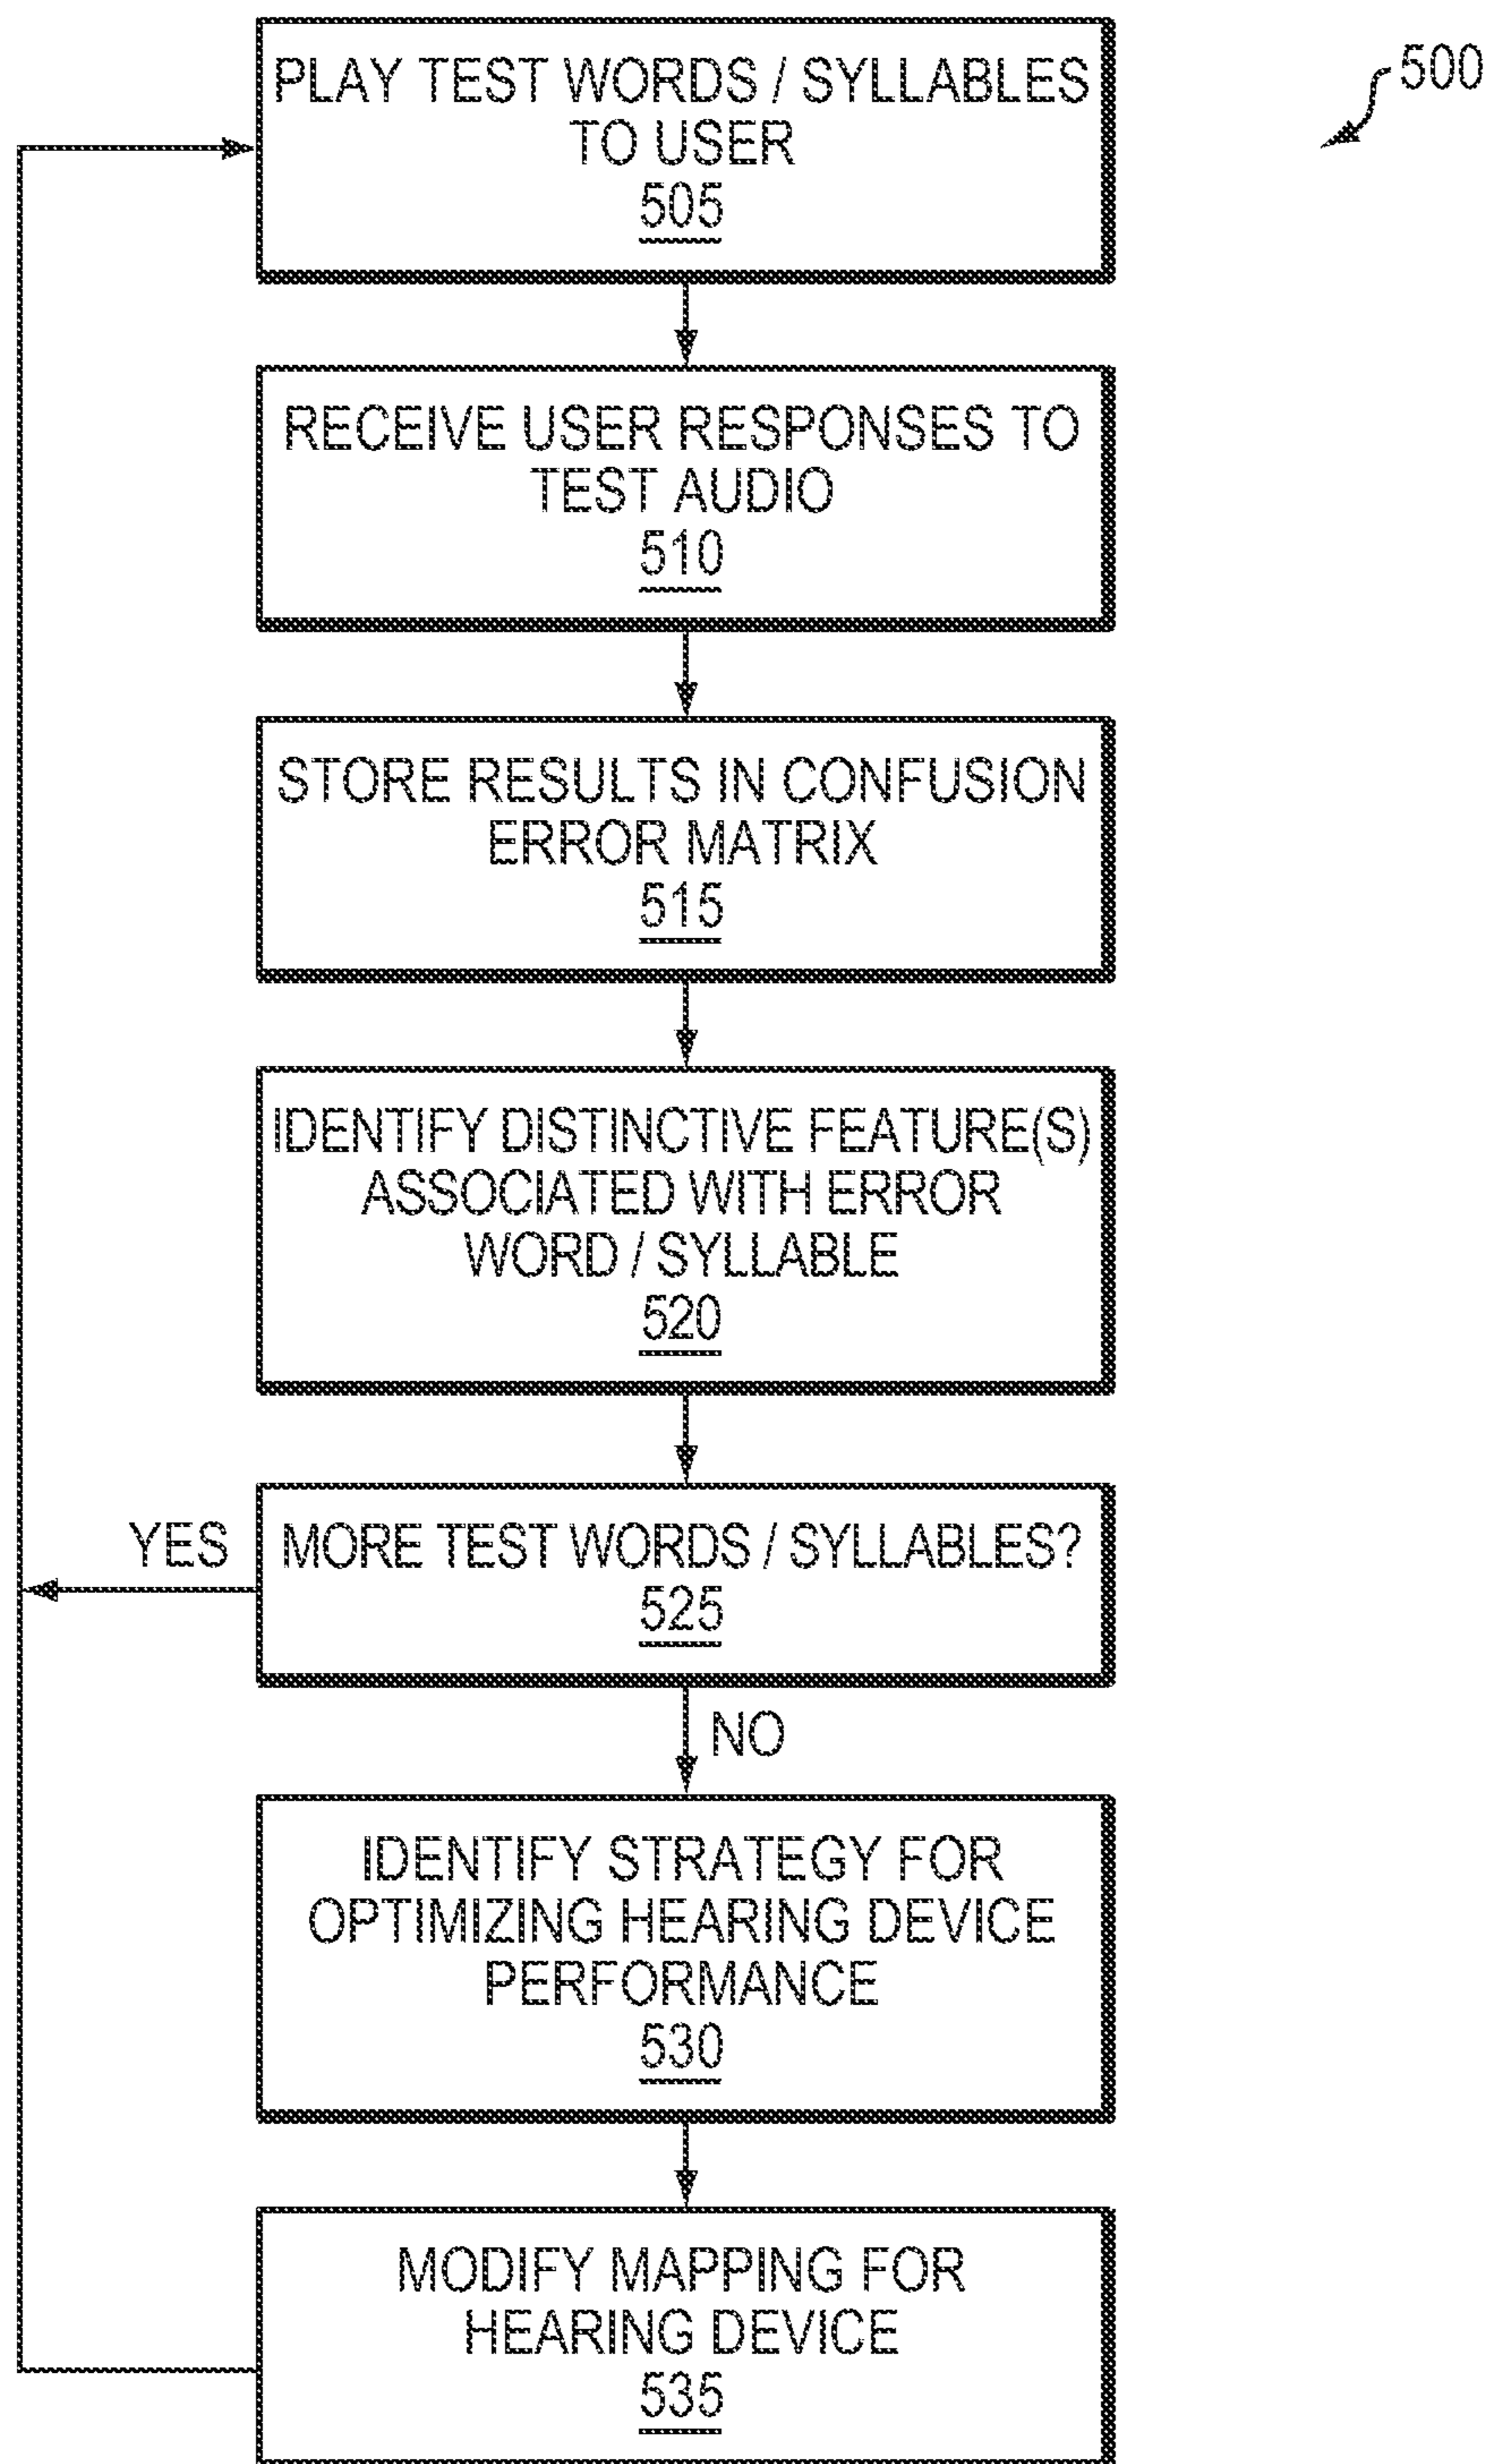 PLAY TEST WORDS / SYLLABLES
TO USER
505
500
RECEIVE USER RESPONSES TO
TEST AUDIO
510
STORE RESULTS IN CONFUSION
ERROR MATRIX
515
IDENTIFY DISTINCTIVE FEATURE(S)
ASSOCIATED WITH ERROR
WORD / SYLLABLE
520
YES
MORE TEST WORDS / SYLLABLES?
525
NO
IDENTIFY STRATEGY FOR
OPTIMIZING HEARING DEVICE
PERFORMANCE
530
MODIFY MAPPING FOR
HEARING DEVICE
535